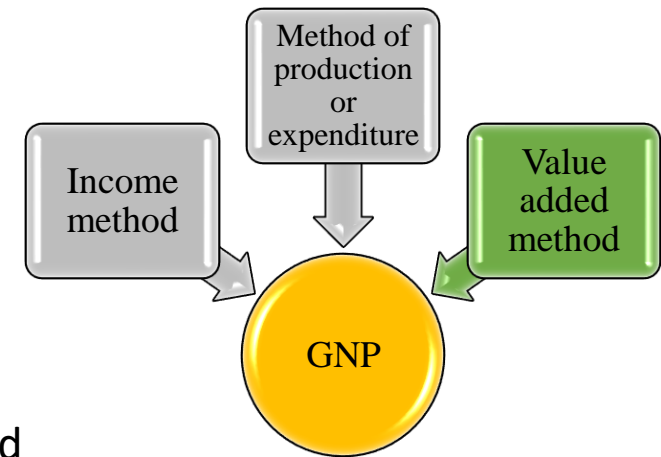 Method of
production
or
expenditure
Income
method
Value
added
method
GNP
d